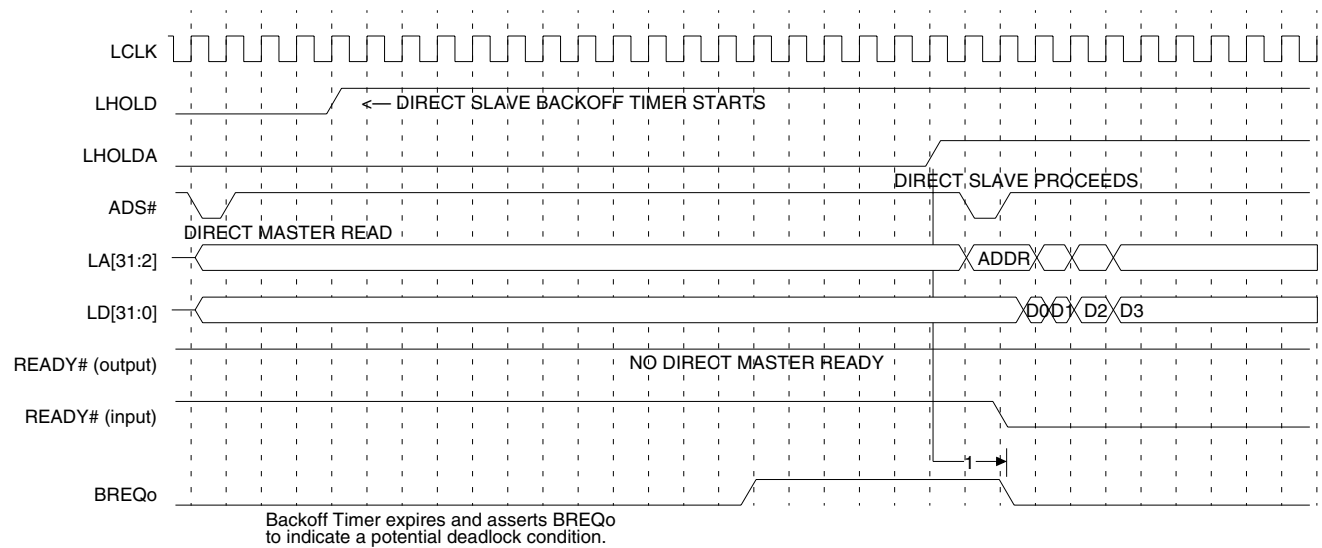 LCLK
LHOLD
<— DIRECT SLAVE BACKOFF TIMER STARTS
LHOLDA
DIRECT SLAVE PROCEEDS
ADS#
DIRECT MASTER READ
LA[31:2]
ADDR
LD[31:0]
D0 D1 D2 D3
READY# (output)
NO DIRECT MASTER READY
READY# (input)
1
BREQo
Backoff Timer expires and asserts BREQo
to indicate a potential deadlock condition.